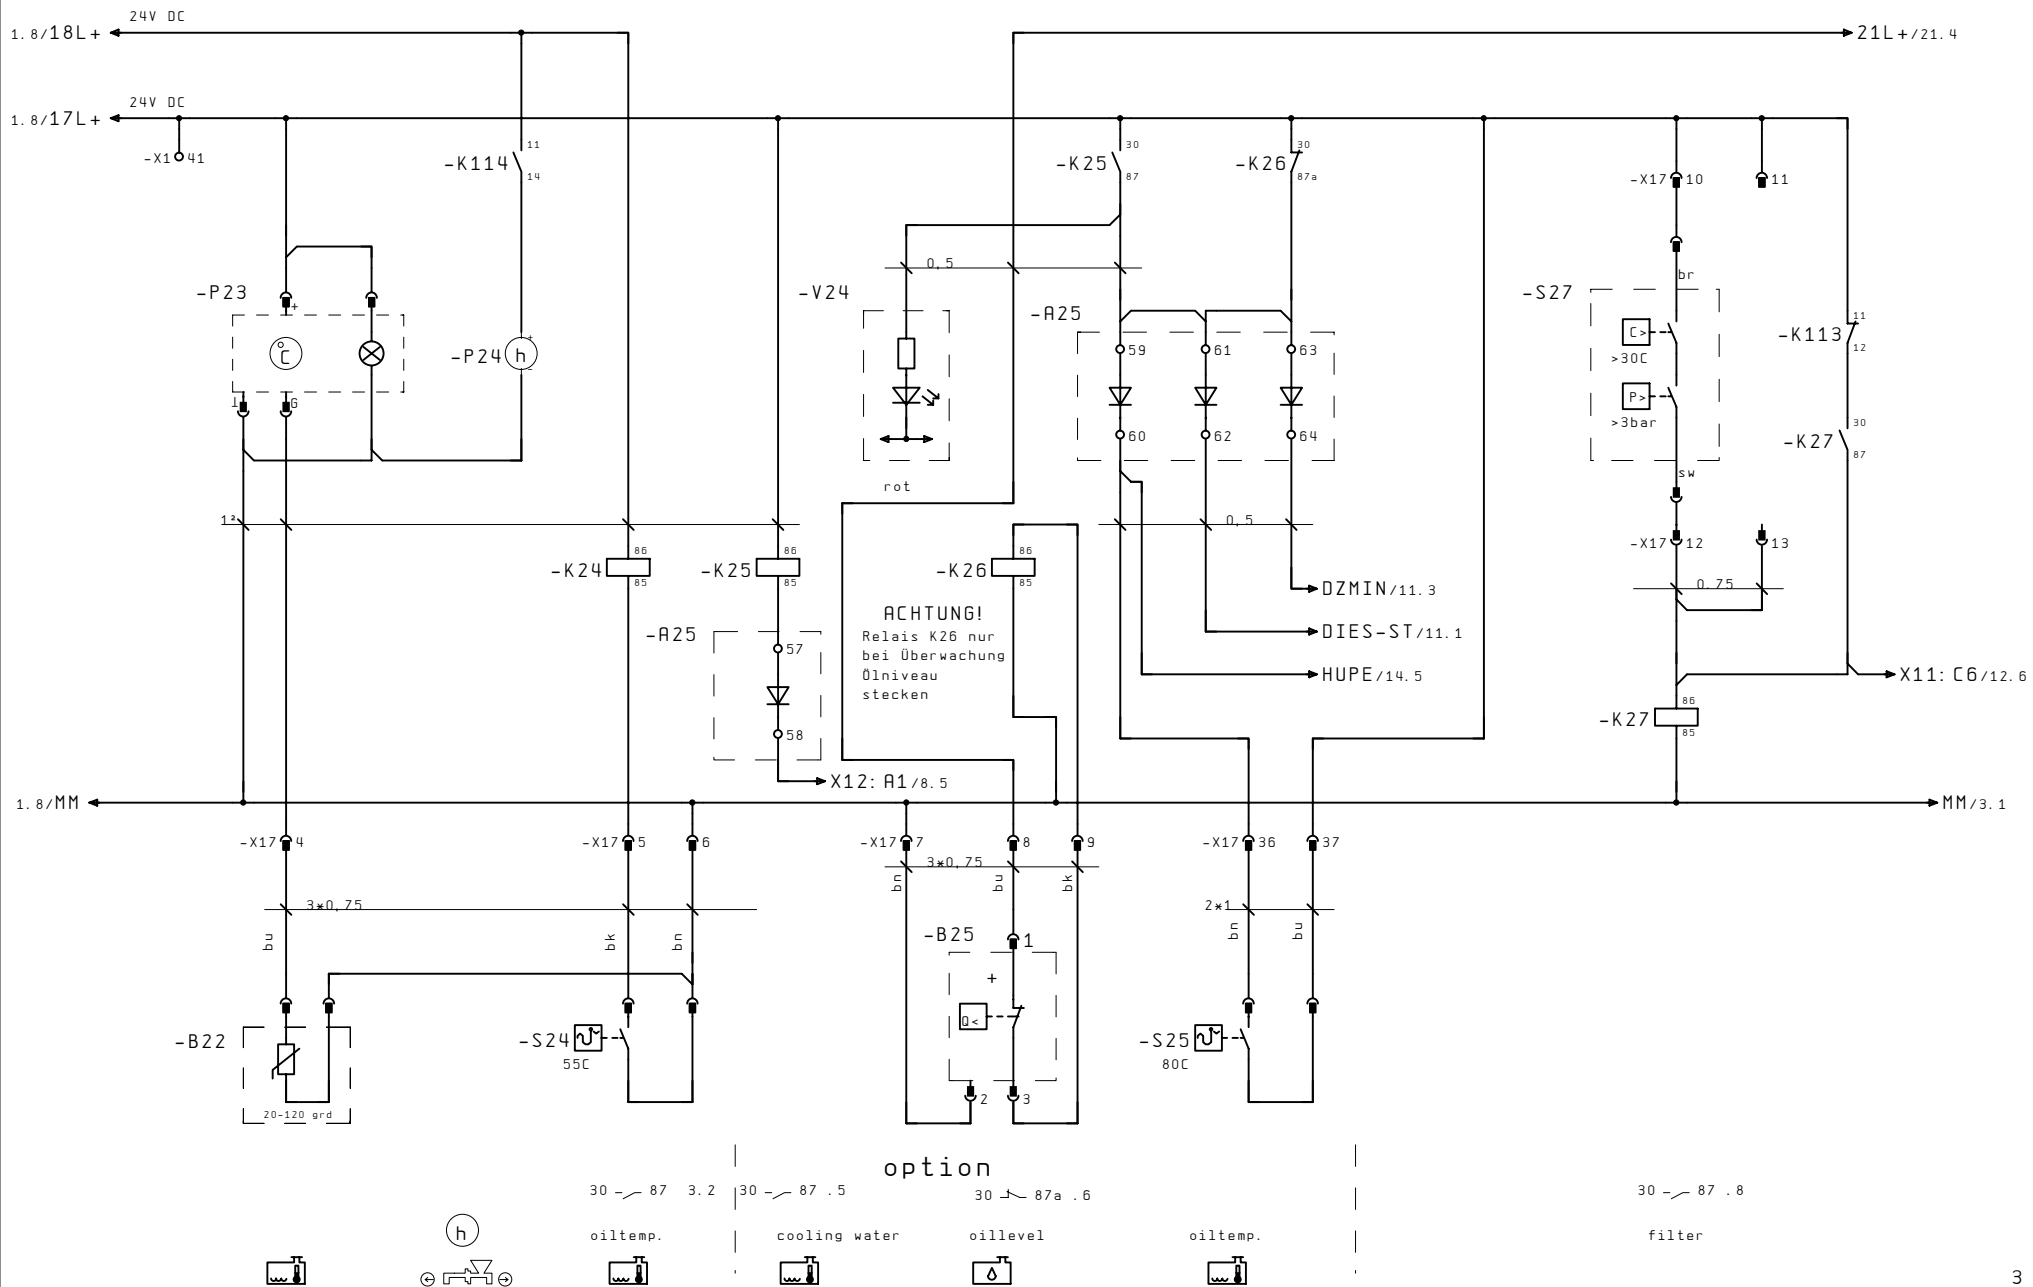 24V DC
1.8/18L+
21L+/21.4
24V DC
1.8/17L+
-X1 41
-K114 11 14
-K25 30 87
-K26 30 87a
-X17 10
11
br
-P23
+
°C
⊥
G
-P24 h
+
-
0,5
-V24
rot
-A25
59
61
63
60
62
64
-S27
C>
>30C
P>
>3bar
sw
-K113 11 12
-K27 30 87
1²
0,5
-K24 86 85
-K25 86 85
-K26 86 85
-X17 12
13
0.75
DZMIN/11.3
DIES-ST/11.1
HUPE/14.5
ACHTUNG!
Relais K26 nur
bei Überwachung
Ölniveau
stecken
-A25
57
58
X12:A1/8.5
X11:C6/12.6
-K27 86 85
1.8/MM
MM/3.1
-X17 4
-X17 5
6
-X17 7
8
9
-X17 36
37
3*0,75
bn
bu
bk
3*0,75
bu
bk
bn
2*1
bn
bu
-B25
1
+
Q<
2
3
-B22
20-120 grd
-S24
55C
-S25
80C
option
30 87 3.2
30 87 .5
30 87a .6
30 87 .8
h
oiltemp.
cooling water
oillevel
oiltemp.
filter
3